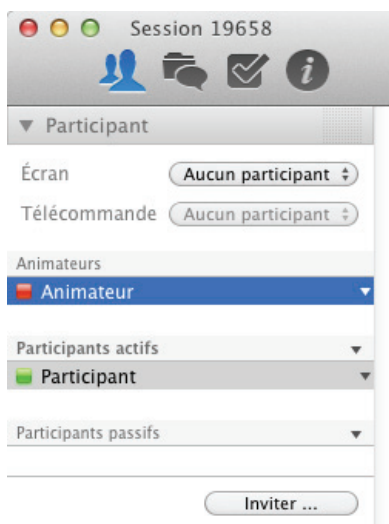 Session 19658
Participant
Écran Aucun participant
Télécommande Aucun participant
Animateurs
Animateur
Participants actifs
Participant
Participants passifs
Inviter ...